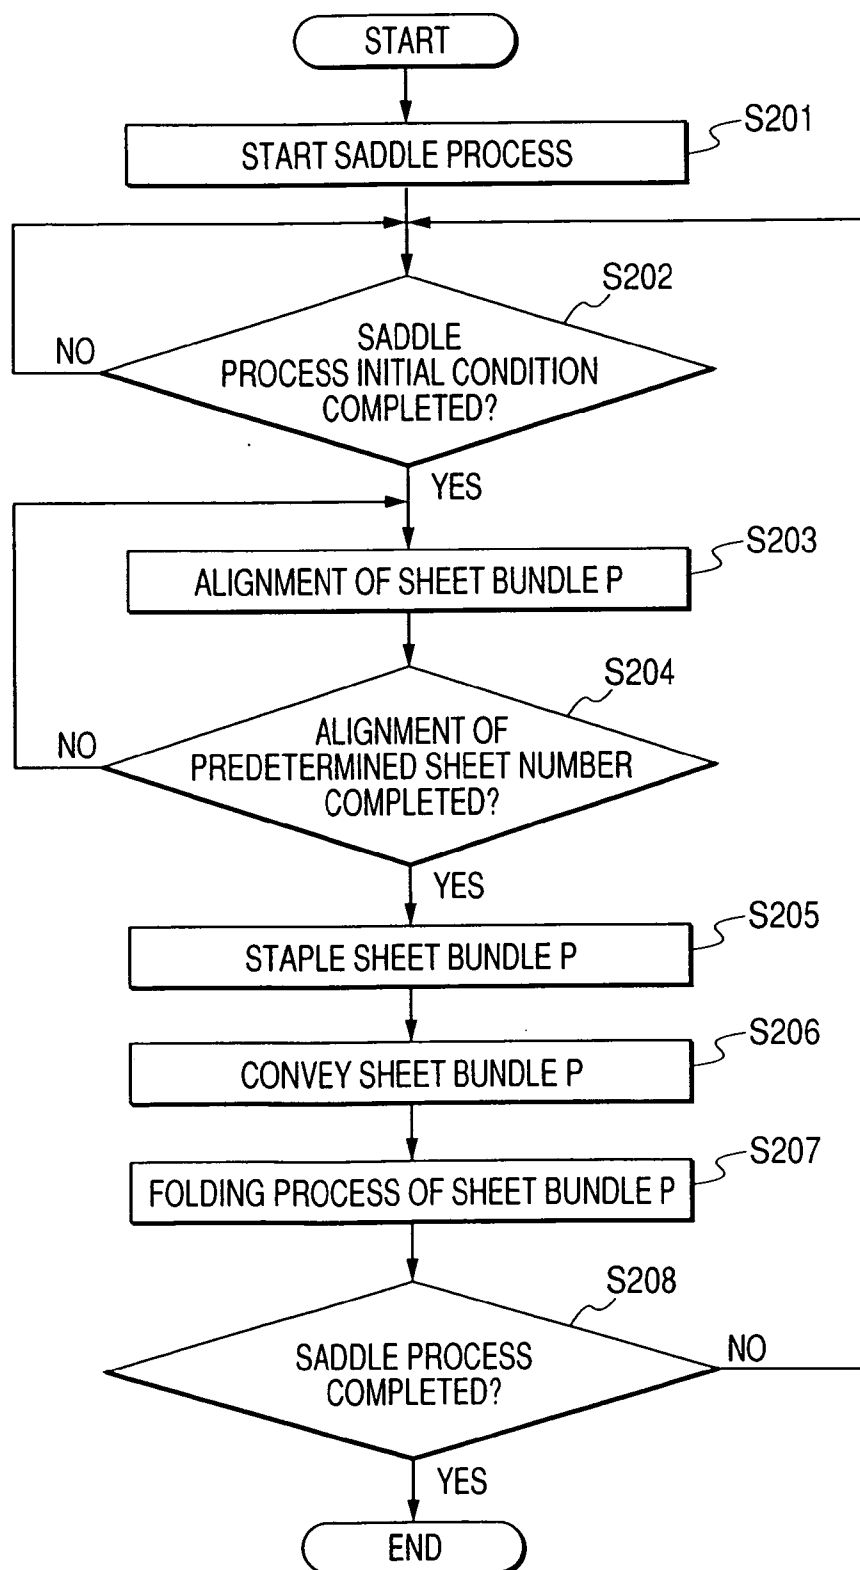 START
S201
START SADDLE PROCESS
S202
SADDLE
PROCESS INITIAL CONDITION
COMPLETED?
NO
YES
S203
ALIGNMENT OF SHEET BUNDLE P
S204
ALIGNMENT OF
PREDETERMINED SHEET NUMBER
COMPLETED?
NO
YES
S205
STAPLE SHEET BUNDLE P
S206
CONVEY SHEET BUNDLE P
S207
FOLDING PROCESS OF SHEET BUNDLE P
S208
SADDLE PROCESS
COMPLETED?
NO
YES
END